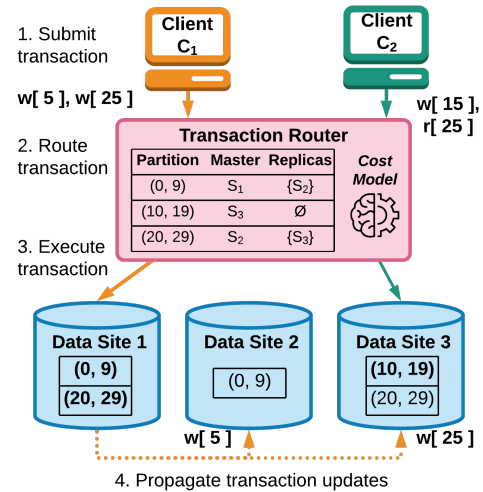 1. Submit
transaction
Client
C1
Client
C2
w[ 5 ], w[ 25 ]
w[ 15 ],
r[ 25 ]
2. Route
transaction
Transaction Router
Partition Master Replicas
(0, 9) S1 {S2}
(10, 19) S3 Ø
(20, 29) S2 {S3}
Cost
Model
3. Execute
transaction
Data Site 1
(0, 9)
(20, 29)
Data Site 2
(0, 9)
Data Site 3
(10, 19)
(20, 29)
w[ 5 ]
w[ 25 ]
4. Propagate transaction updates